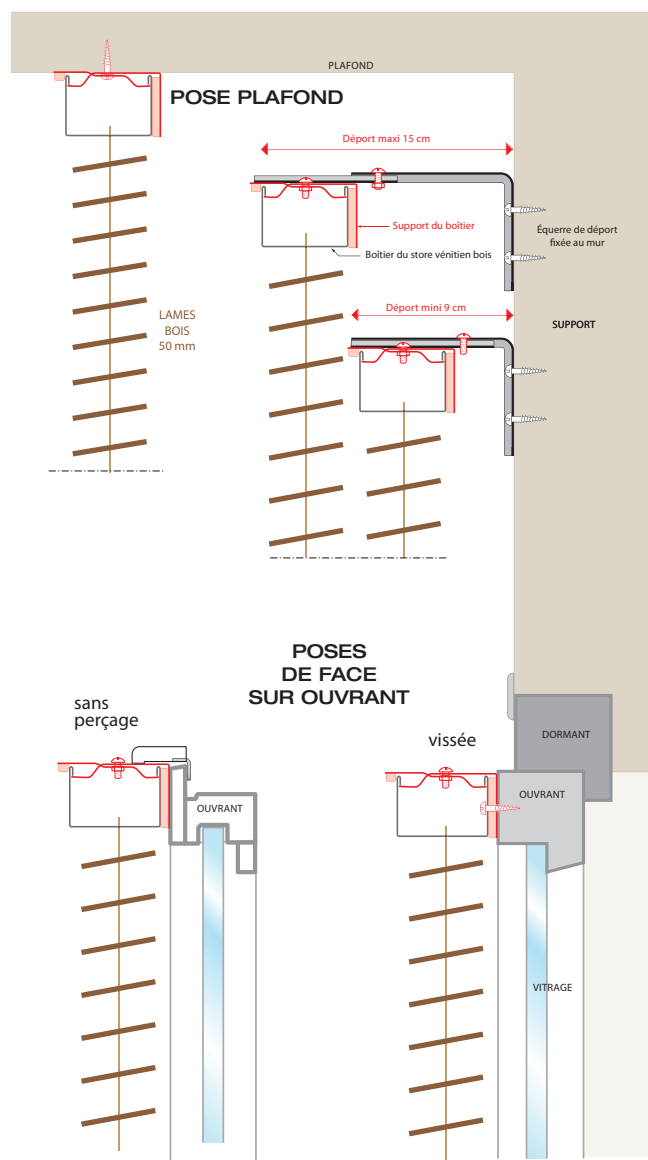 PLAFOND
POSE PLAFOND
Déport maxi 15 cm
Support du boîtier
Équerre de déport
fixée au mur
Boîtier du store vénitien bois
Déport mini 9 cm
LAMES
BOIS
50 mm
SUPPORT
POSES
DE FACE
SUR OUVRANT
sans
perçage
vissée
DORMANT
OUVRANT
OUVRANT
VITRAGE